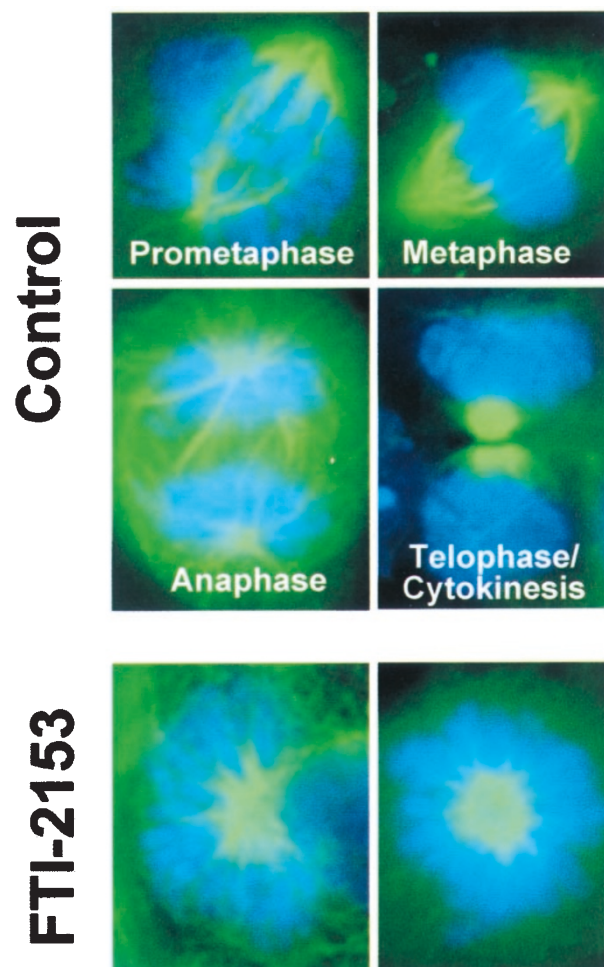 Control
Prometaphase
Metaphase
Anaphase
Telophase/
Cytokinesis
FTI-2153